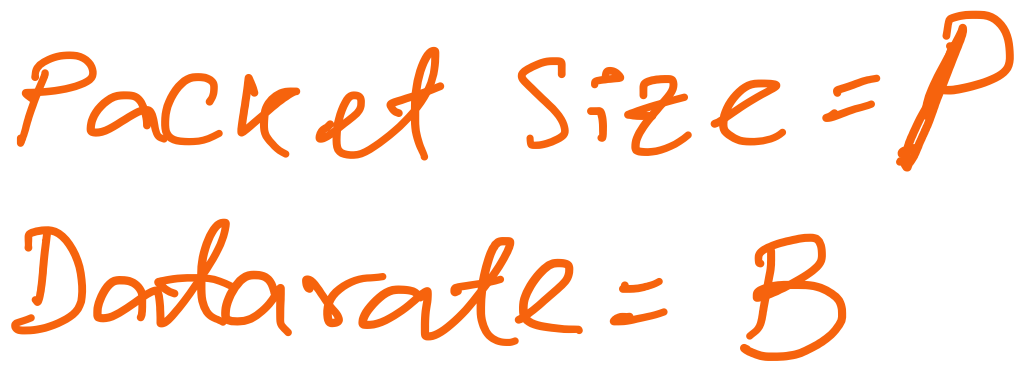 Packet Size = P
Datarate = B